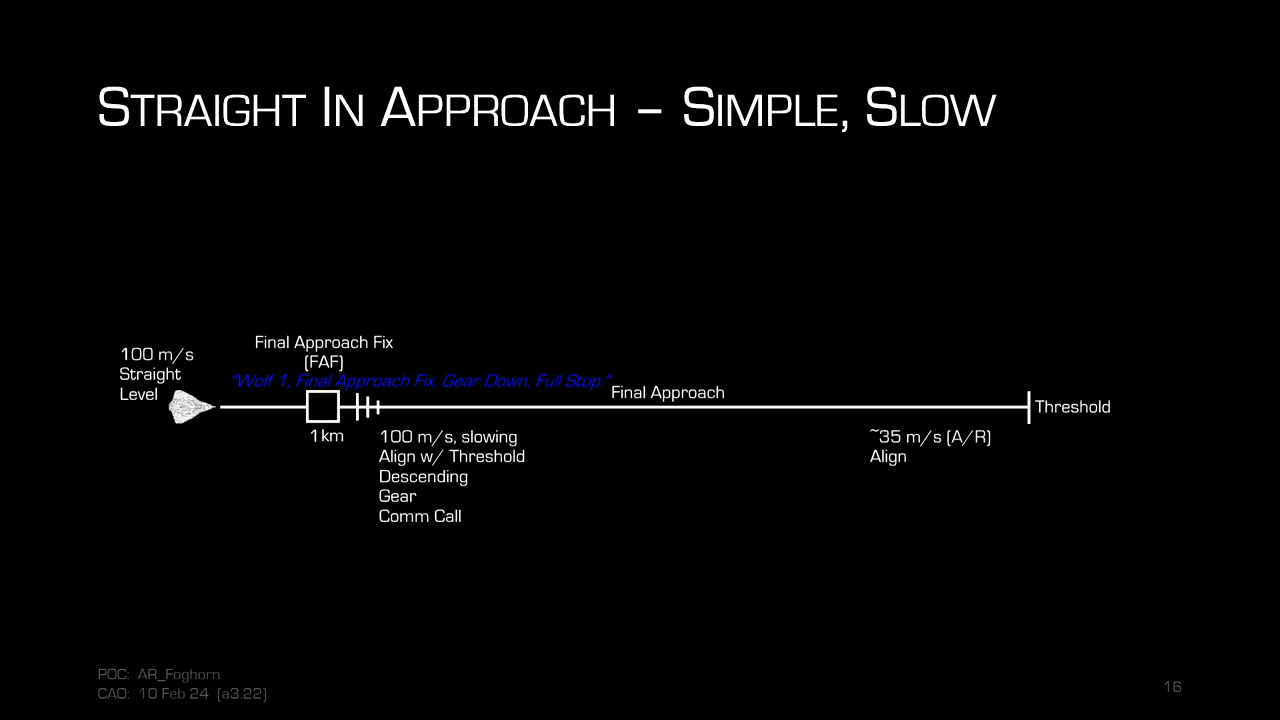 STRAIGHT IN APPROACH – SIMPLE, SLOW
100 m/s
Straight
Level
Final Approach Fix
(FAF)
"Wolf 1, Final Approach Fix, Gear Down, Full Stop."
Final Approach
Threshold
1km
100 m/s, slowing
Align w/ Threshold
Descending
Gear
Comm Call
~35 m/s (A/R)
Align
POC: AR_Foghorn
CAO: 10 Feb 24 (a3.22)
16